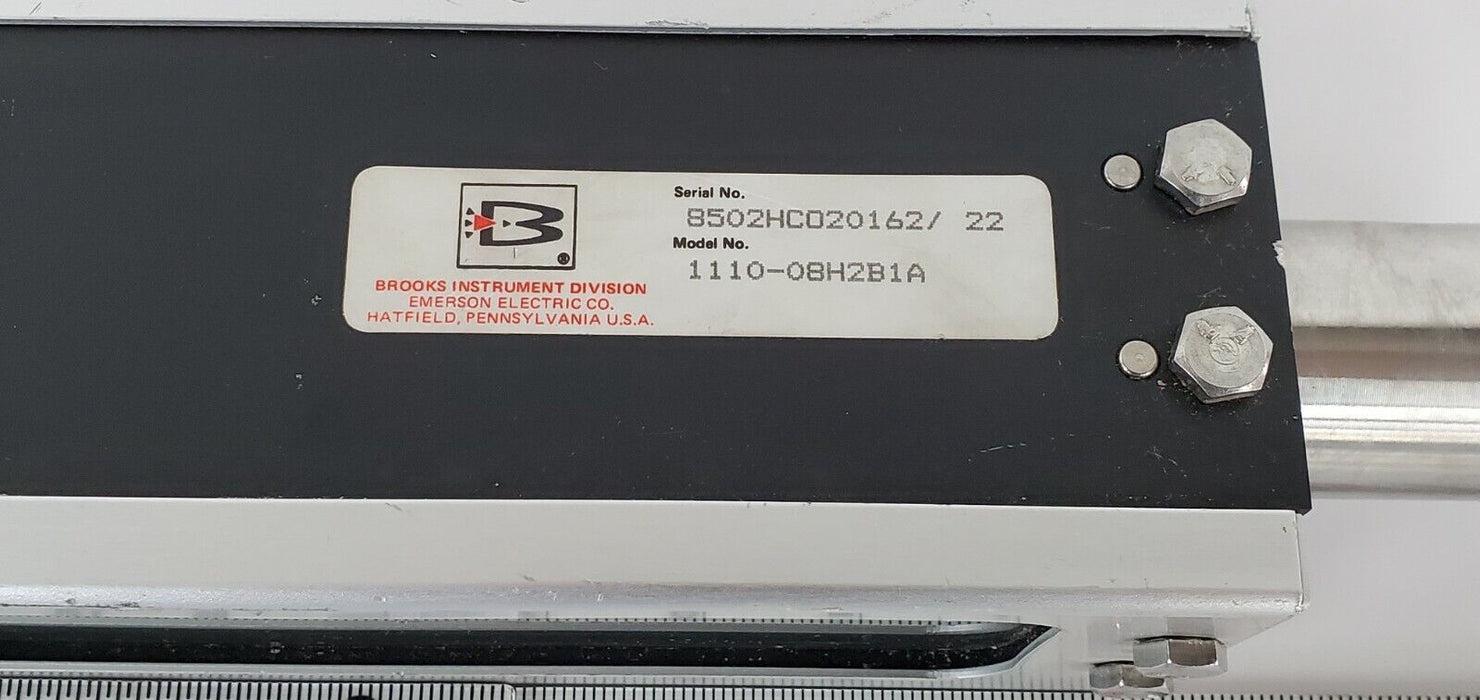 B
®
BROOKS INSTRUMENT DIVISION
EMERSON ELECTRIC CO.
HATFIELD, PENNSYLVANIA U.S.A.
Serial No.
8502HC020162/ 22
Model No.
1110-08H2B1A